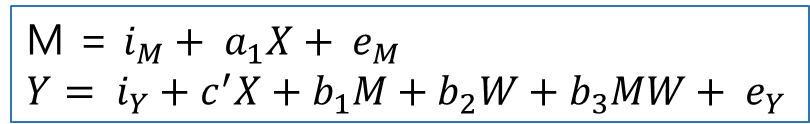 M = i_M + a_1X + e_M
Y = i_Y + c'X + b_1M + b_2W + b_3MW + e_Y